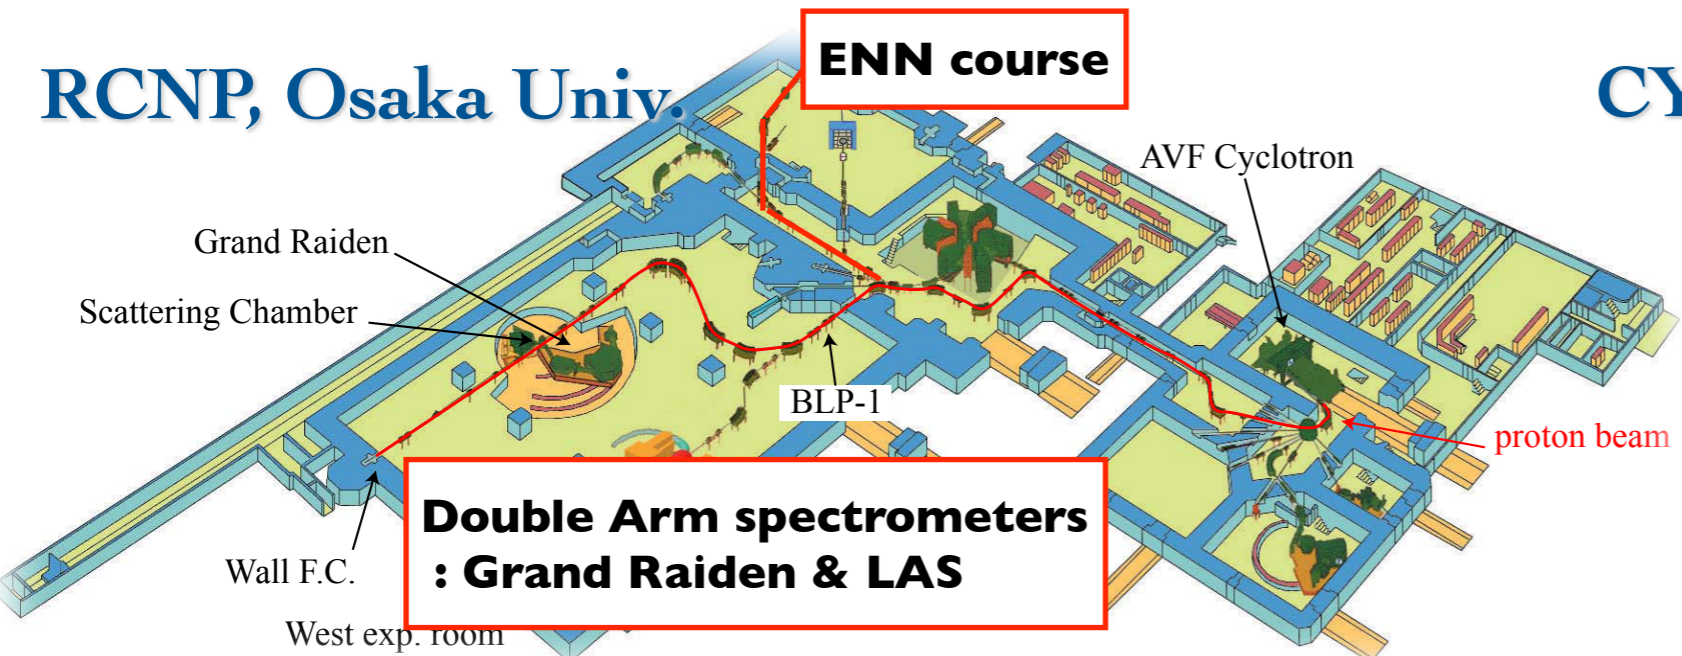 ENN course
RCNP, Osaka Univ.
CY
AVF Cyclotron
Grand Raiden
Scattering Chamber
BLP-1
proton beam
Double Arm spectrometers
: Grand Raiden & LAS
Wall F.C.
West exp. room